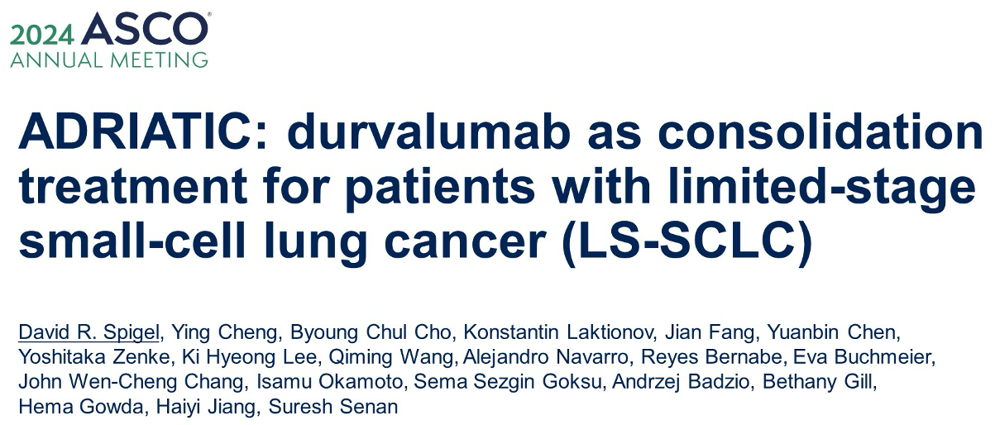 2024 ASCO®
ANNUAL MEETING
ADRIATIC: durvalumab as consolidation
treatment for patients with limited-stage
small-cell lung cancer (LS-SCLC)
David R. Spigel, Ying Cheng, Byoung Chul Cho, Konstantin Laktionov, Jian Fang, Yuanbin Chen,
Yoshitaka Zenke, Ki Hyeong Lee, Qiming Wang, Alejandro Navarro, Reyes Bernabe, Eva Buchmeier,
John Wen-Cheng Chang, Isamu Okamoto, Sema Sezgin Goksu, Andrzej Badzio, Bethany Gill,
Hema Gowda, Haiyi Jiang, Suresh Senan